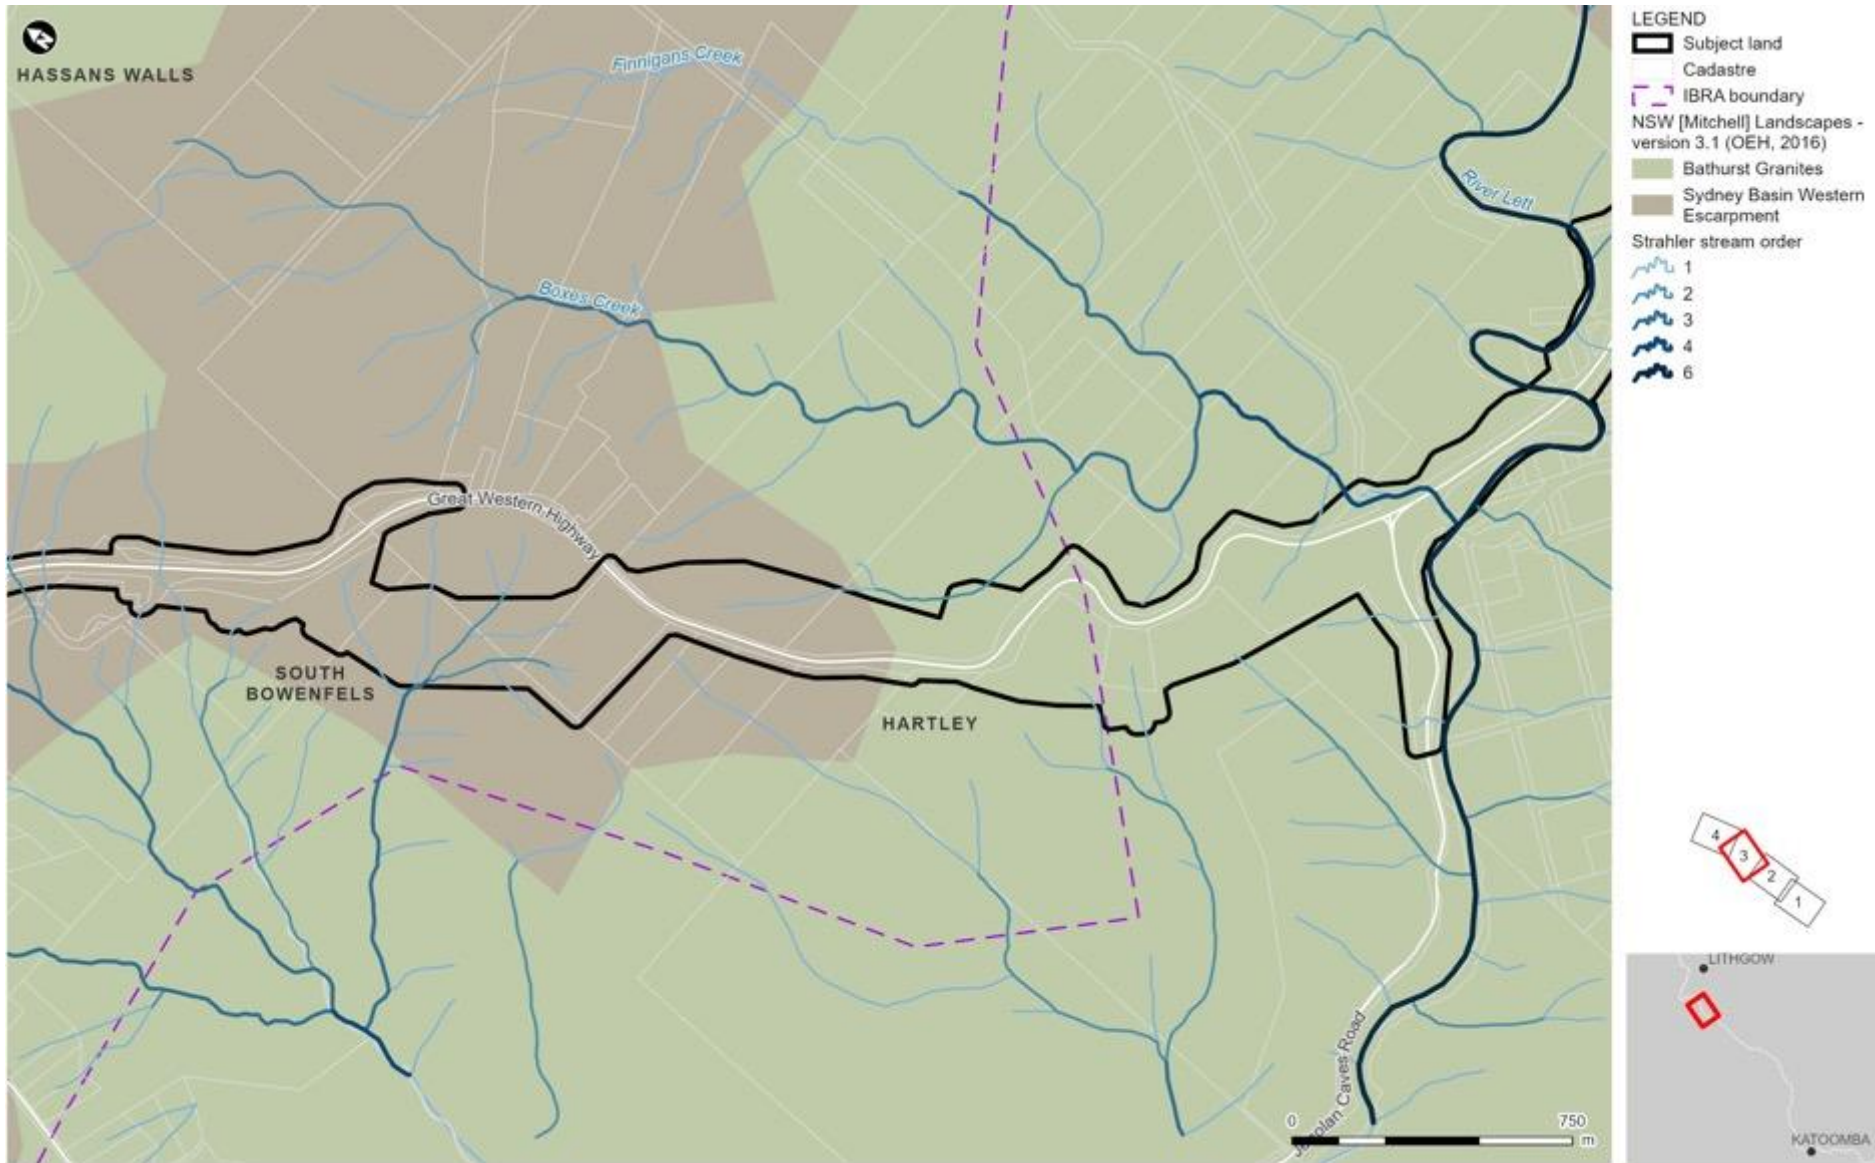 N
HASSANS WALLS
Finnigans Creek
Boxes Creek
River Lett
Great Western Highway
SOUTH
BOWENFELS
HARTLEY
Jenolan Caves Road
0 750
m
LEGEND
Subject land
Cadastre
IBRA boundary
NSW [Mitchell] Landscapes -
version 3.1 (OEH, 2016)
Bathurst Granites
Sydney Basin Western
Escarpment
Strahler stream order
1
2
3
4
6
4
3
2
1
LITHGOW
KATOOMBA